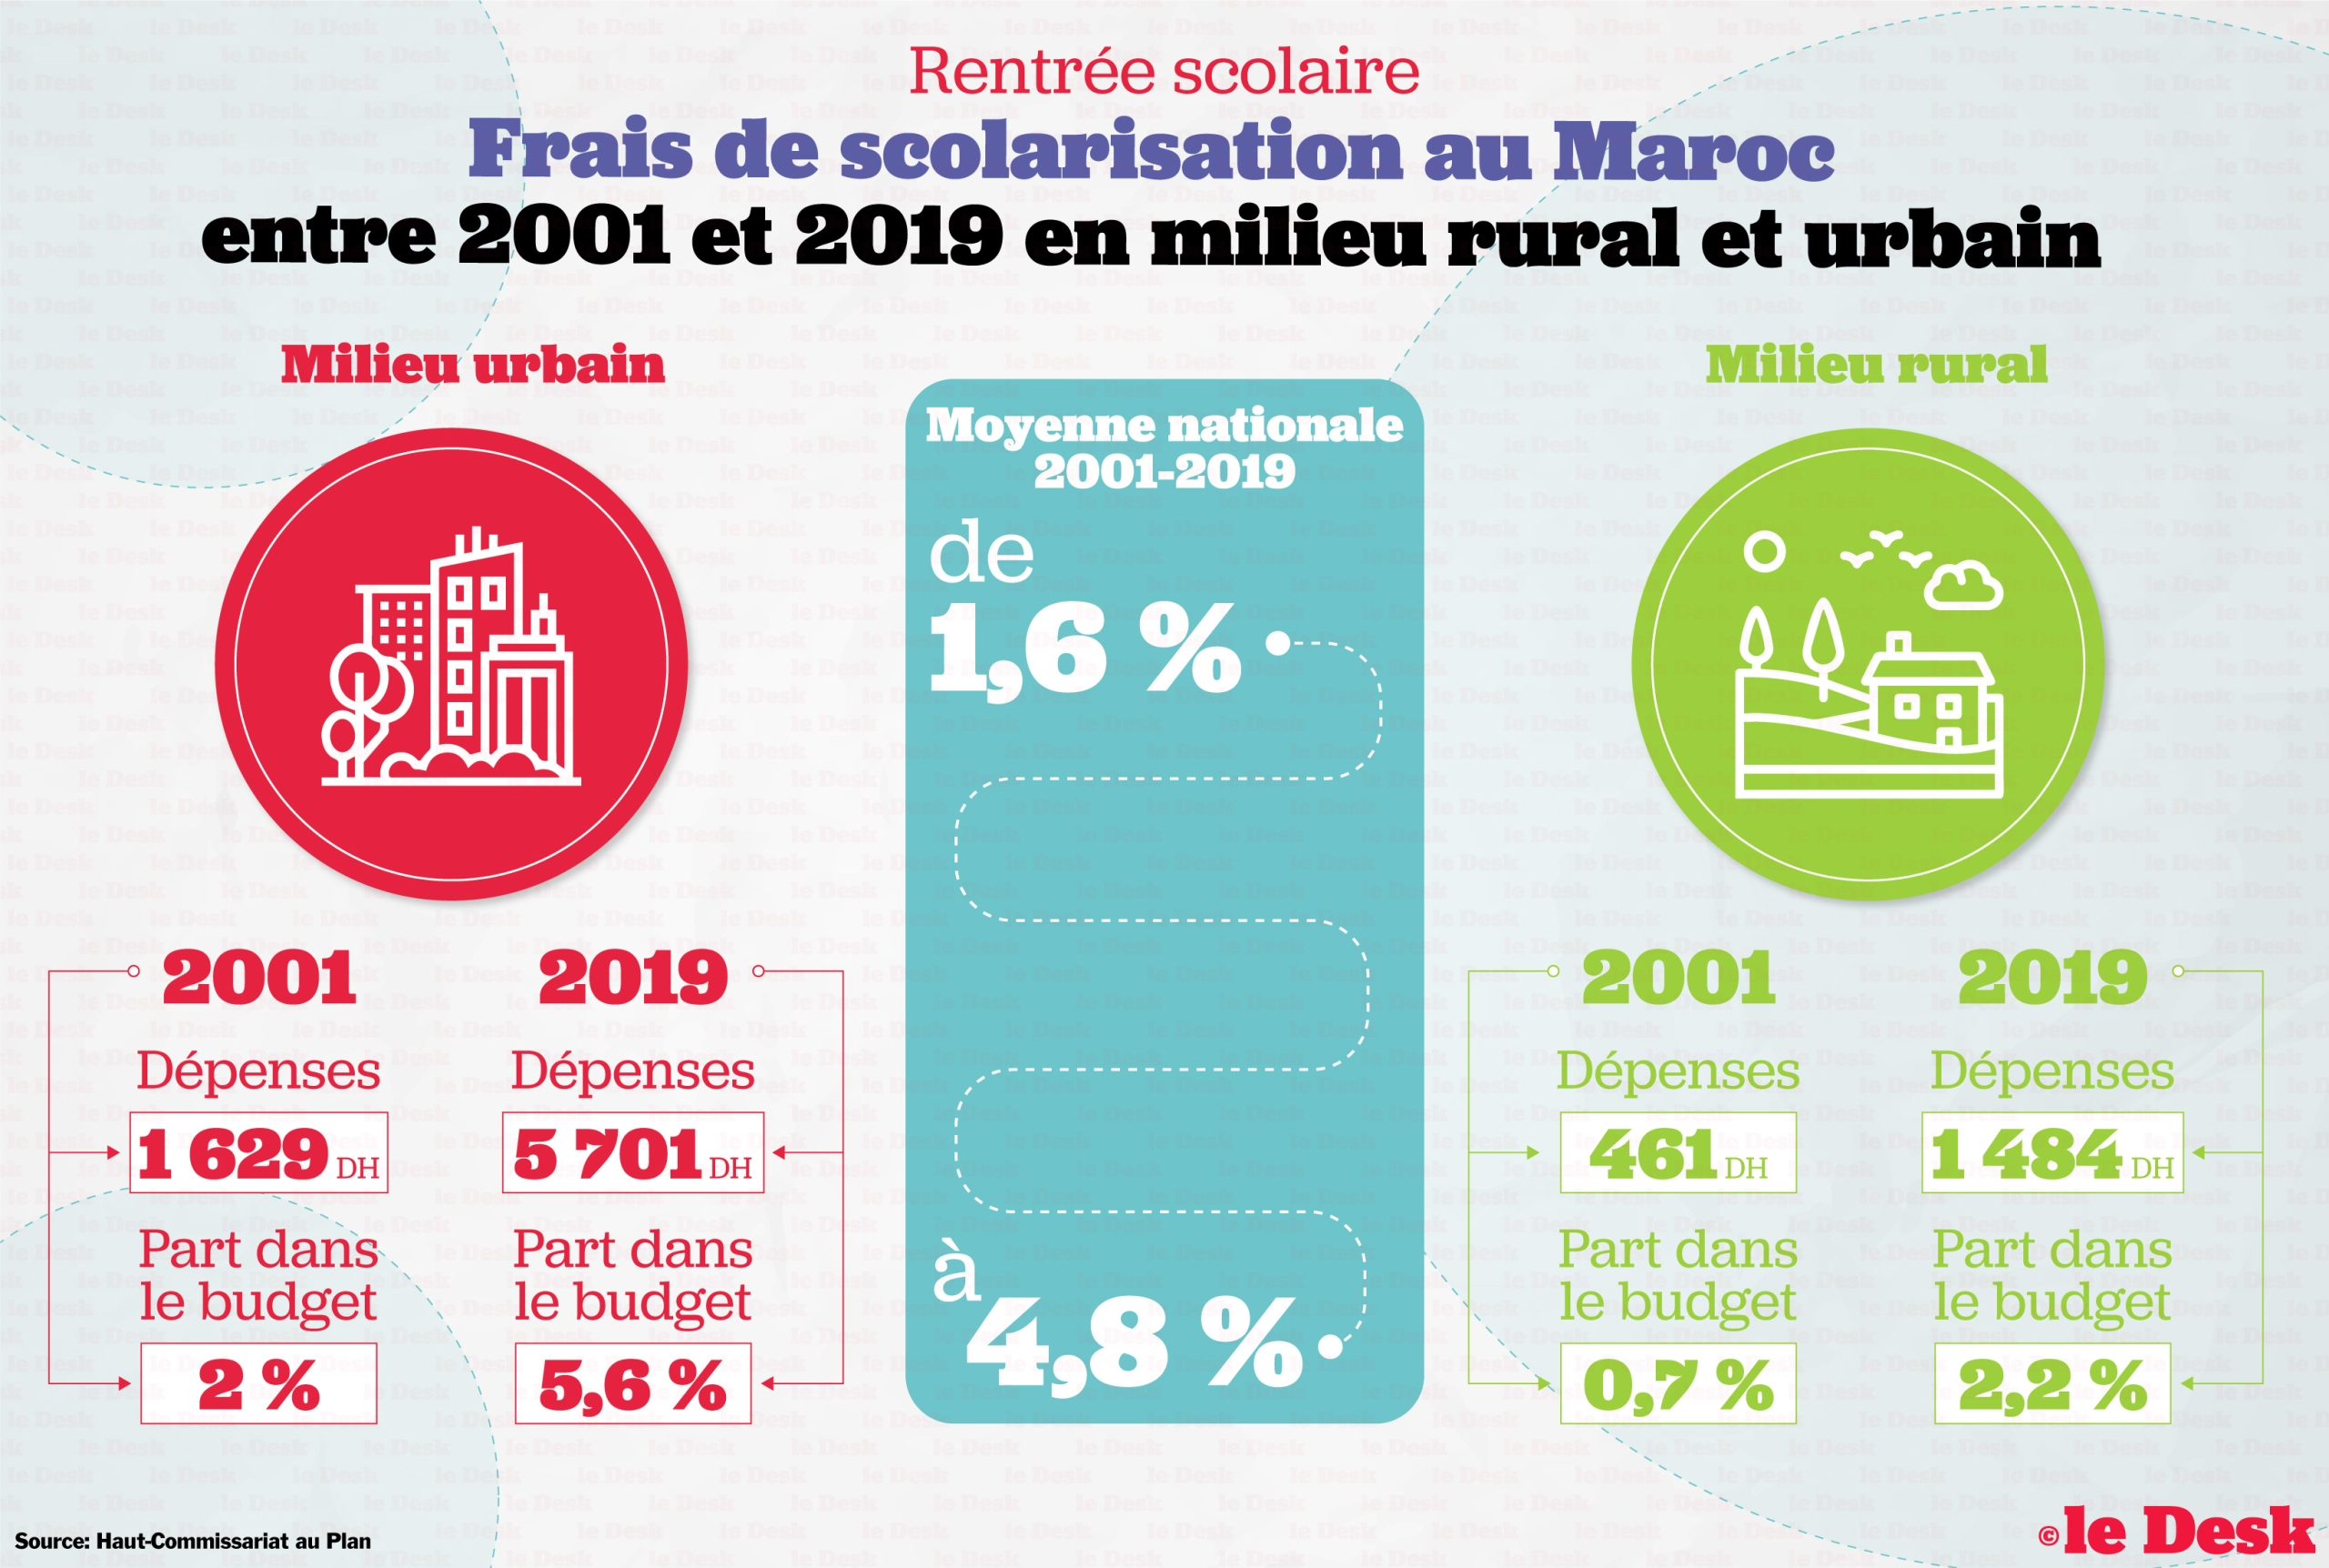 Rentrée scolaire
Frais de scolarisation au Maroc
entre 2001 et 2019 en milieu rural et urbain
Milieu urbain
2001
Dépenses
1 629 DH
Part dans
le budget
2 %
2019
Dépenses
5 701 DH
Part dans
le budget
5,6 %
Moyenne nationale
2001-2019
de
1,6 %
à
4,8 %
Milieu rural
2001
Dépenses
461 DH
Part dans
le budget
0,7 %
2019
Dépenses
1 484 DH
Part dans
le budget
2,2 %
Source: Haut-Commissariat au Plan
© le Desk